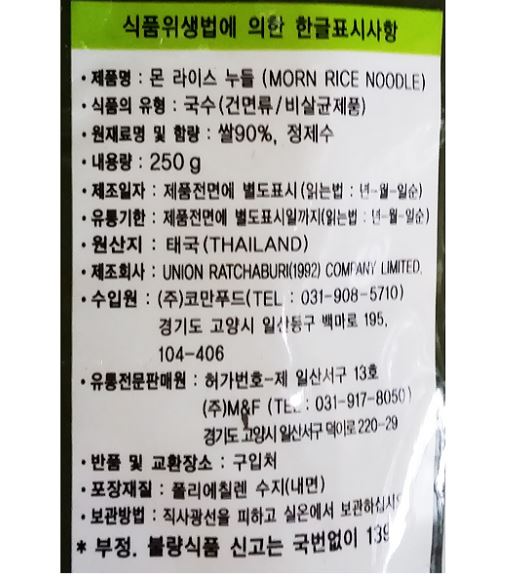 식품위생법에 의한 한글표시사항
• 제품명 : 몬 라이스 누들 (MORN RICE NOODLE)
• 식품의 유형 : 국수(건면류/비살균제품)
• 원재료명 및 함량 : 쌀90%, 정제수
• 내용량 : 250g
• 제조일자 : 제품전면에 별도표시(읽는법 : 년-월-일순)
• 유통기한 : 제품전면에 별도표시일까지(읽는법 : 년-월-일순)
• 원산지 : 태국(THAILAND)
• 제조회사 : UNION RATCHABURI(1992) COMPANY LIMITED.
• 수입원 : (주)코만푸드(TEL : 031-908-5710)
경기도 고양시 일산동구 백마로 195,
104-406
• 유통전문판매원 : 허가번호-제 일산서구 13호
(주)M&F (TEL : 031-917-8050)
경기도 고양시 일산서구 덕이로 220-29
• 반품 및 교환장소 : 구입처
• 포장재질 : 폴리에칠렌 수지(내면)
• 보관방법 : 직사광선을 피하고 실온에서
* 부정. 불량식품 신고는 국번없이